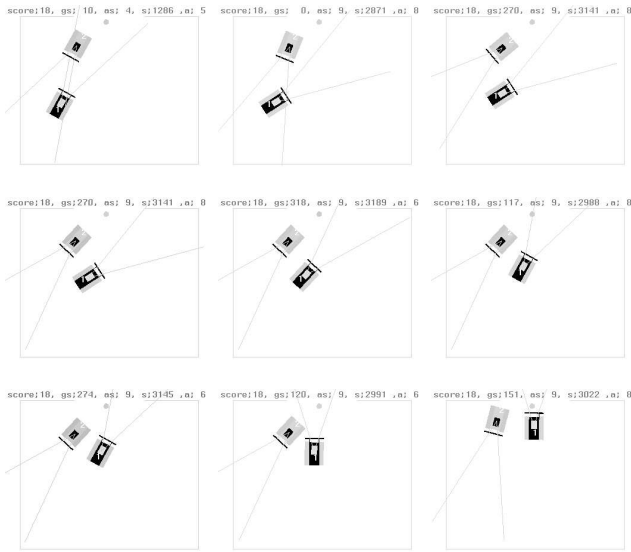 score;18, gs; 10, as; 4, s;1286 ,a; 5
score;18, gs; 0, as; 9, s;2871 ,a; 8
score;18, gs;270, as; 9, s;3141 ,a; 8
score;18, gs;270, as; 9, s;3141 ,a; 8
score;18, gs;318, as; 9, s;3189 ,a; 6
score;18, gs;117, as; 9, s;2988 ,a; 8
score;18, gs;274, as; 9, s;3145 ,a; 6
score;18, gs;120, as; 9, s;2991 ,a; 6
score;18, gs;151, as; 9, s;3022 ,a; 8